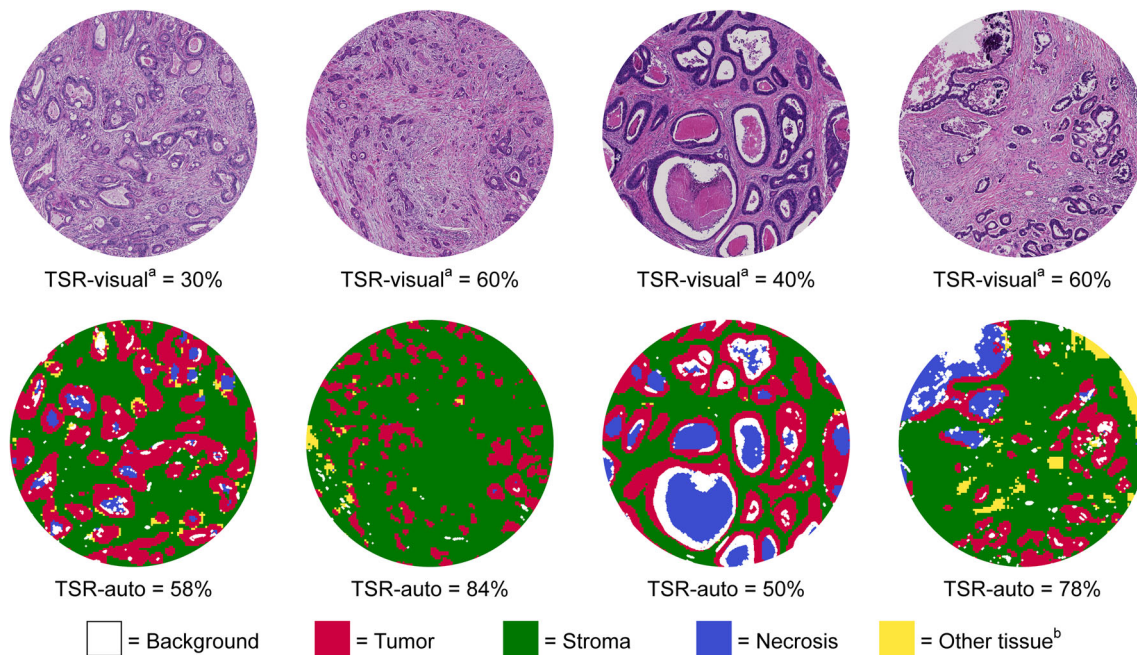 TSR-visualᵃ = 30% TSR-visualᵃ = 60% TSR-visualᵃ = 40% TSR-visualᵃ = 60%
TSR-auto = 58% TSR-auto = 84% TSR-auto = 50% TSR-auto = 78%
= Background = Tumor = Stroma = Necrosis = Other tissueᵇ